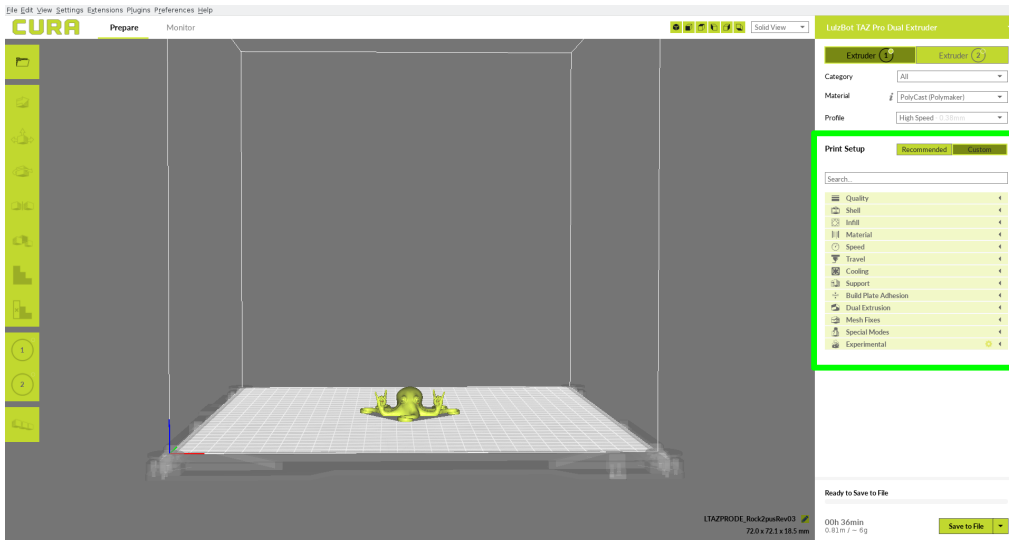 File Edit View Settings Extensions Plugins Preferences Help
CURA
Prepare
Monitor
Solid View
LulzBot TAZ Pro Dual Extruder
Extruder 1
Extruder 2
Category
All
Material
i
PolyCast (Polymaker)
Profile
High Speed - 0.38mm
Print Setup
Recommended
Custom
Search...
Quality
Shell
Infill
Material
Speed
Travel
Cooling
Support
Build Plate Adhesion
Dual Extrusion
Mesh Fixes
Special Modes
Experimental
1
2
LTAZPRODE_Rock2pusRev03
72.0 x 72.1 x 18.5 mm
Ready to Save to File
00h 36min
0.81m / ~ 6g
Save to File